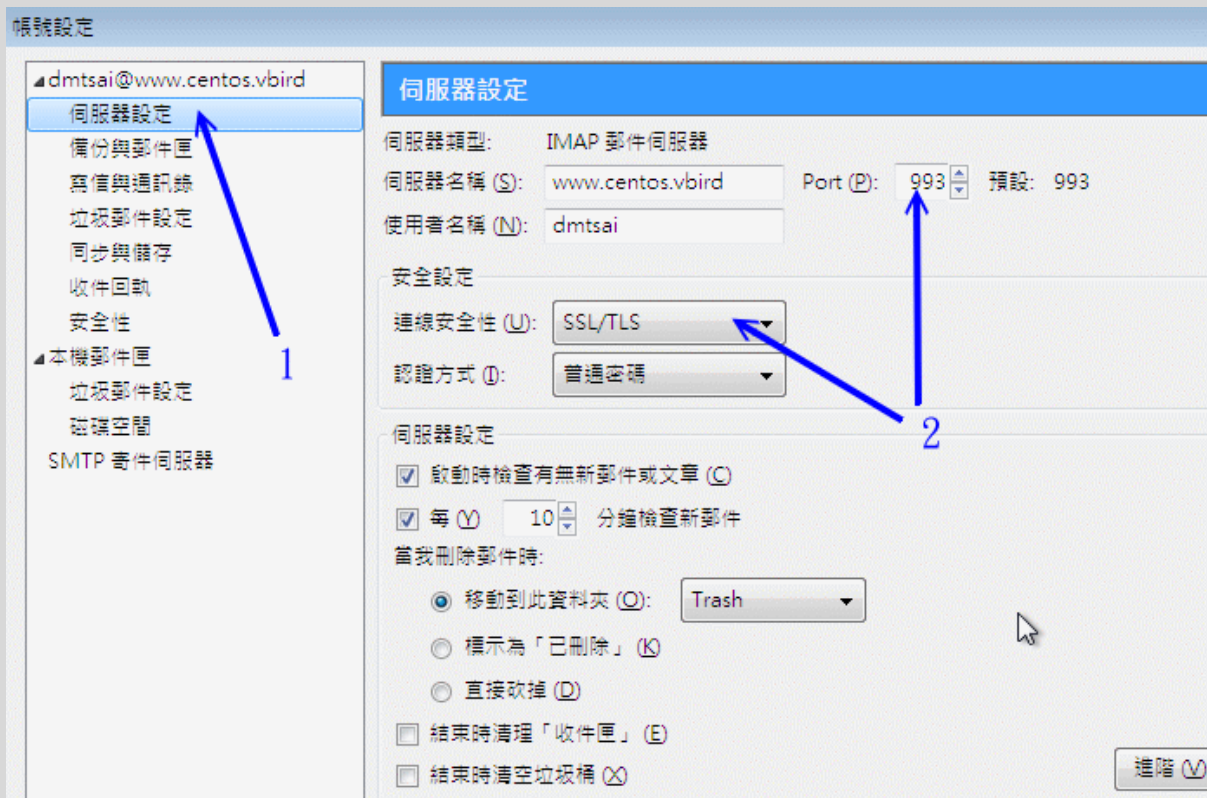 帳號設定
dmtsai@www.centos.vbird
伺服器設定
備份與郵件匣
寫信與通訊錄
垃圾郵件設定
同步與儲存
收件回執
安全性
本機郵件匣
垃圾郵件設定
磁碟空間
SMTP 寄件伺服器
1
伺服器設定
伺服器類型: IMAP 郵件伺服器
伺服器名稱 (S): www.centos.vbird Port (P): 993 預設: 993
使用者名稱 (N): dmtsai
安全設定
連線安全性 (U): SSL/TLS
認證方式 (I): 普通密碼
2
伺服器設定
啟動時檢查有無新郵件或文章 (C)
每 (Y) 10 分鐘檢查新郵件
當我刪除郵件時:
移動到此資料夾 (O): Trash
標示為「已刪除」 (K)
直接砍掉 (D)
結束時清理「收件匣」 (E)
結束時清空垃圾桶 (X)
進階 (V)